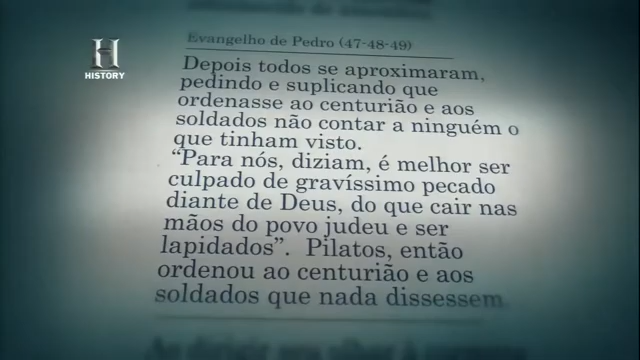 H
HISTORY
Evangelho de Pedro (47-48-49)
Depois todos se aproximaram,
pedindo e suplicando que
ordenasse ao centurião e aos
soldados não contar a ninguém o
que tinham visto.
“Para nós, diziam, é melhor ser
culpado de gravíssimo pecado
diante de Deus, do que cair nas
mãos do povo judeu e ser
lapidados”. Pilatos, então
ordenou ao centurião e aos
soldados que nada dissessem